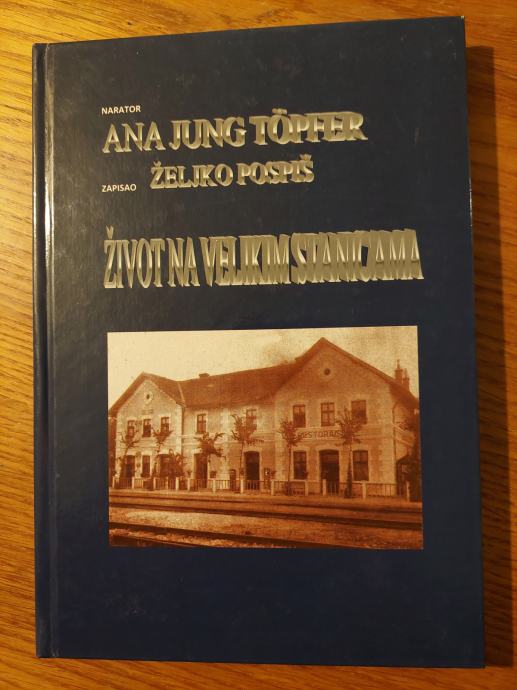 NARATOR
ANA JUNG TÖPFER
ZAPISAO ŽELJKO POSPIŠ
ŽIVOT NA VELIKIM STANICAMA